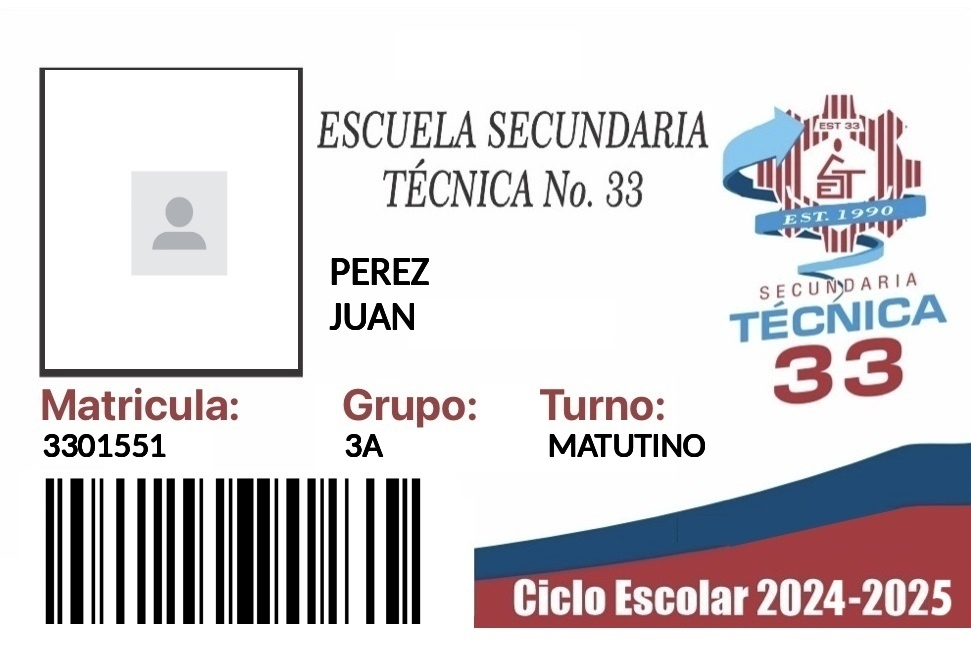 ESCUELA SECUNDARIA
TÉCNICA No. 33
EST 33
EST. 1990
SECUNDARIA
TÉCNICA
33
PEREZ
JUAN
Matricula: Grupo: Turno:
3301551 3A MATUTINO
Ciclo Escolar 2024-2025